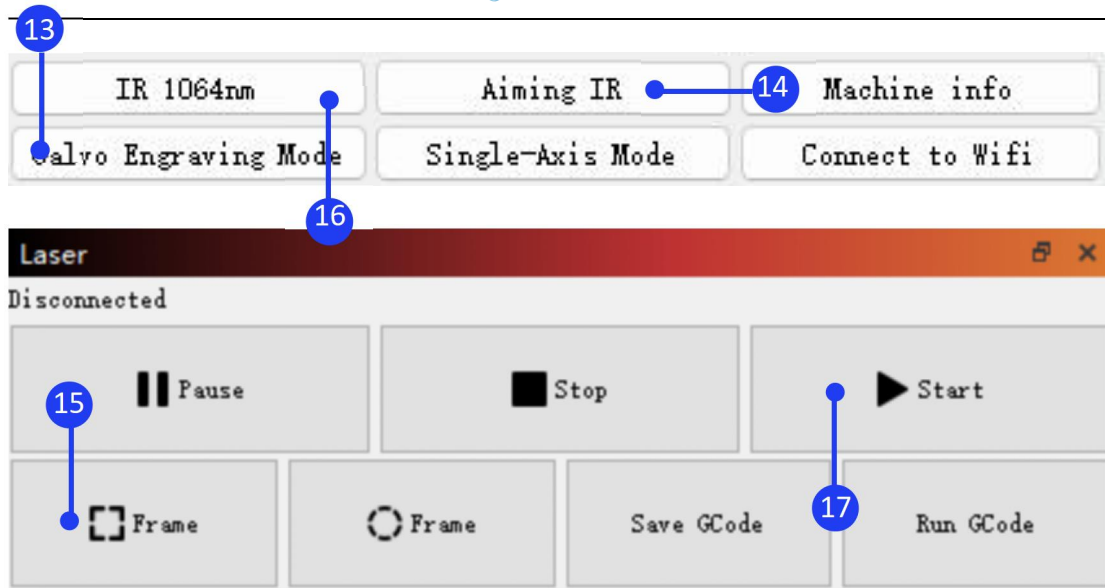 13
IR 1064nm Aiming IR 14 Machine info
Galvo Engraving Mode Single-Axis Mode Connect to Wifi
16
Laser
Disconnected
Pause Stop Start
15
17
Frame Frame Save GCode Run GCode